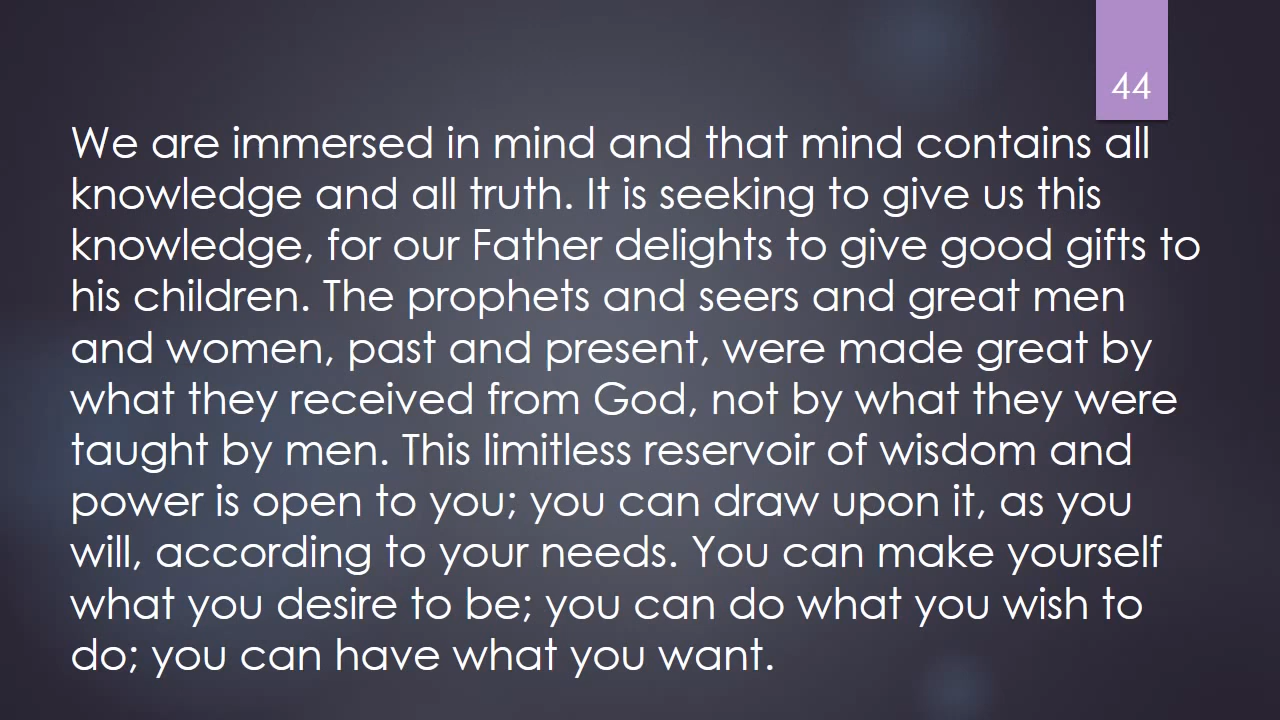 44
We are immersed in mind and that mind contains all
knowledge and all truth. It is seeking to give us this
knowledge, for our Father delights to give good gifts to
his children. The prophets and seers and great men
and women, past and present, were made great by
what they received from God, not by what they were
taught by men. This limitless reservoir of wisdom and
power is open to you; you can draw upon it, as you
will, according to your needs. You can make yourself
what you desire to be; you can do what you wish to
do; you can have what you want.